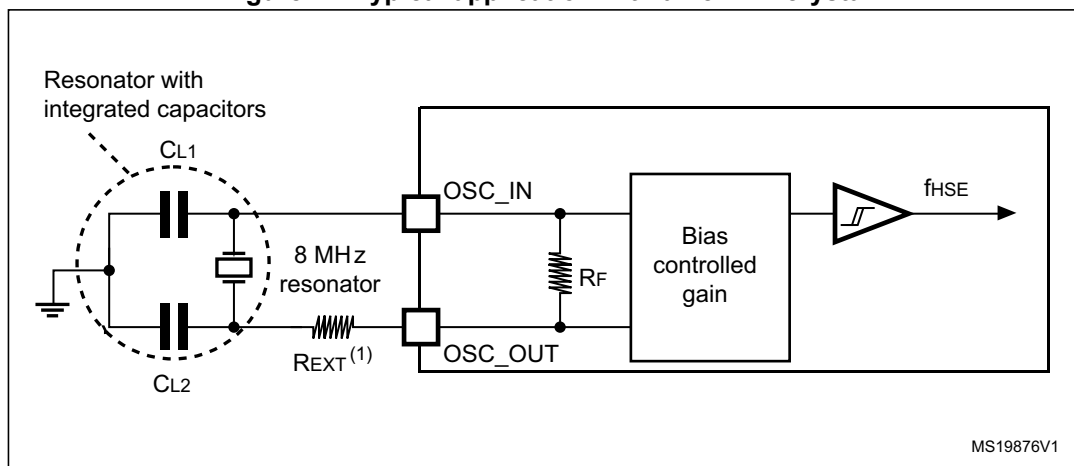 Resonator with
integrated capacitors
CL1
OSC_IN
fHSE
8 MHz
resonator
RF
Bias
controlled
gain
REXT (1)
OSC_OUT
CL2
MS19876V1